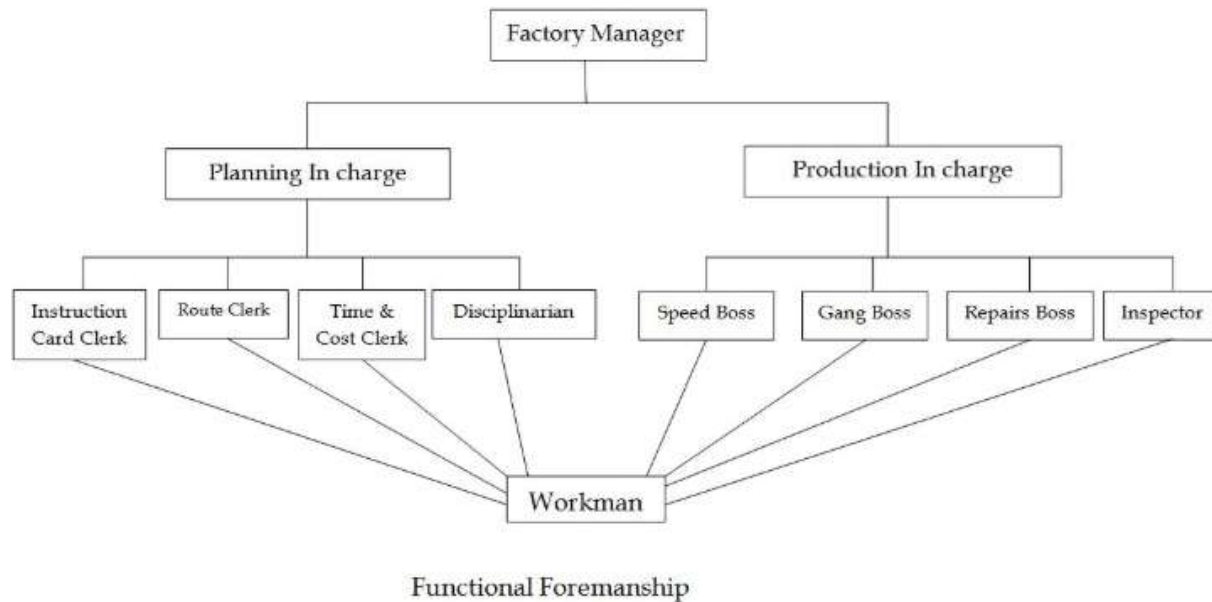 Factory Manager
Planning In charge
Production In charge
Instruction
Card Clerk
Route Clerk
Time &
Cost Clerk
Disciplinarian
Speed Boss
Gang Boss
Repairs Boss
Inspector
Workman
Functional Foremanship